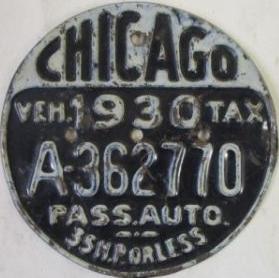 CHICAGO
VEH. 1930 TAX
A-362770
PASS. AUTO.
35 H.P. OR LESS